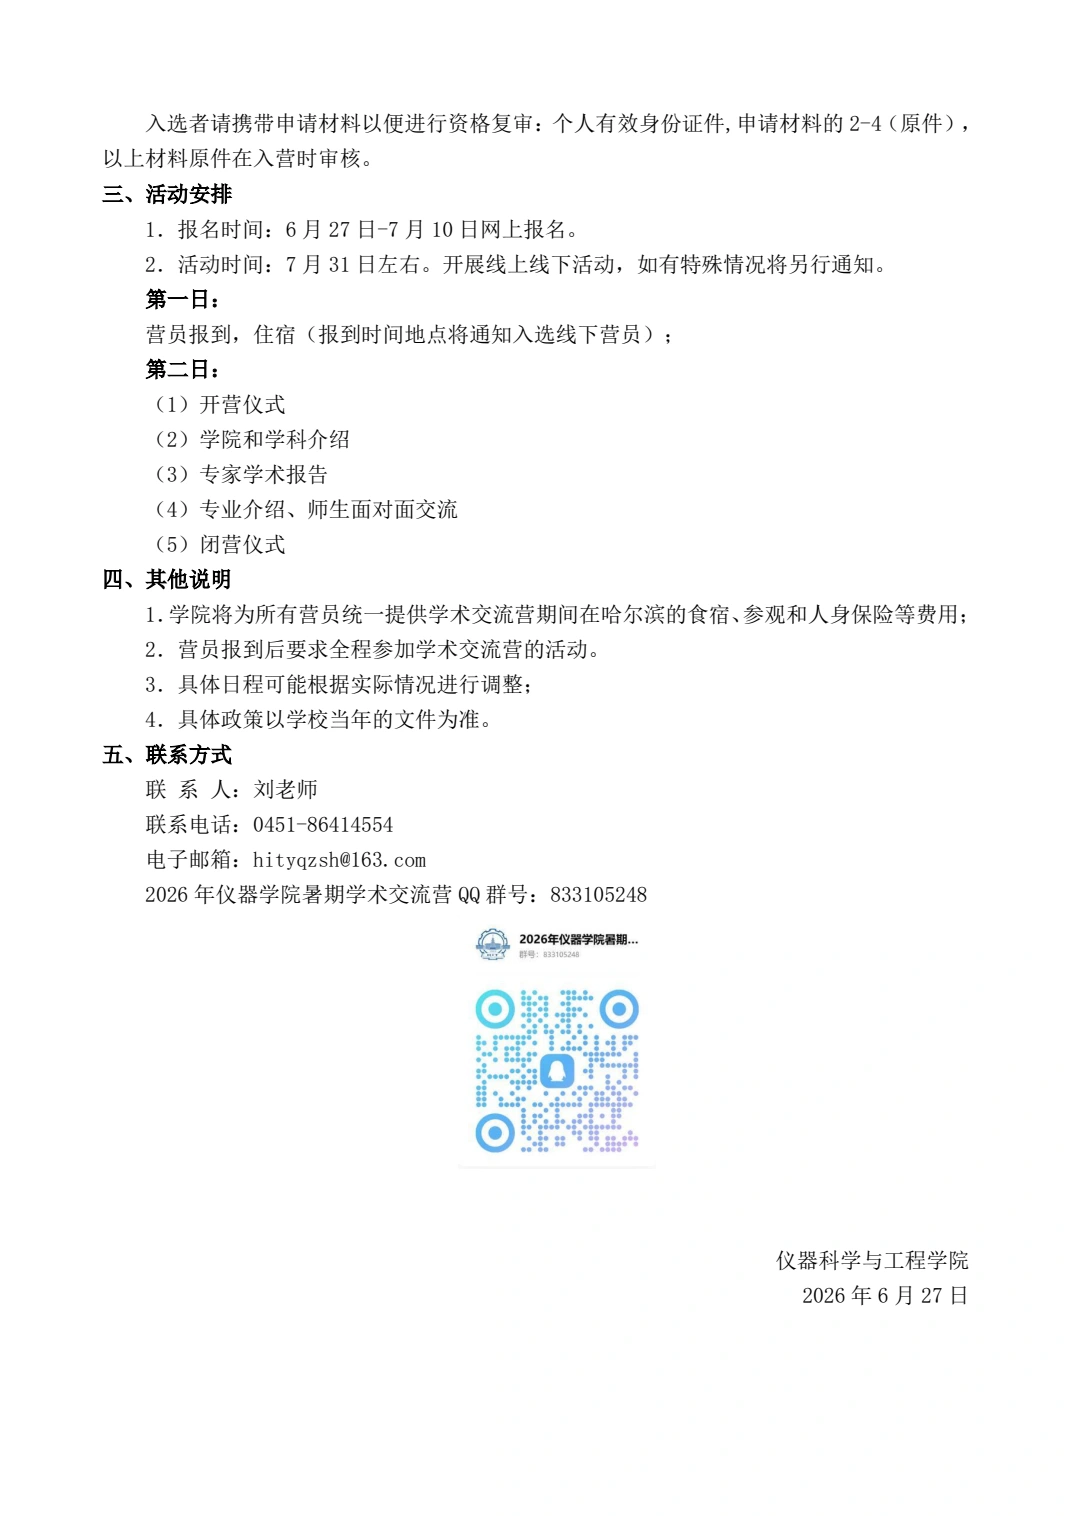 入选者请携带申请材料以便进行资格复审：个人有效身份证件,申请材料的 2-4（原件），
以上材料原件在入营时审核。
三、活动安排
1．报名时间：6 月 27 日-7 月 10 日网上报名。
2．活动时间：7 月 31 日左右。开展线上线下活动，如有特殊情况将另行通知。
第一日：
营员报到，住宿（报到时间地点将通知入选线下营员）；
第二日：
（1）开营仪式
（2）学院和学科介绍
（3）专家学术报告
（4）专业介绍、师生面对面交流
（5）闭营仪式
四、其他说明
1.学院将为所有营员统一提供学术交流营期间在哈尔滨的食宿、参观和人身保险等费用；
2．营员报到后要求全程参加学术交流营的活动。
3．具体日程可能根据实际情况进行调整；
4．具体政策以学校当年的文件为准。
五、联系方式
联 系 人：刘老师
联系电话：0451-86414554
电子邮箱：hityqzsh@163.com
2026 年仪器学院暑期学术交流营 QQ 群号：833105248
2026年仪器学院暑期...
群号：833105248
仪器科学与工程学院
2026 年 6 月 27 日